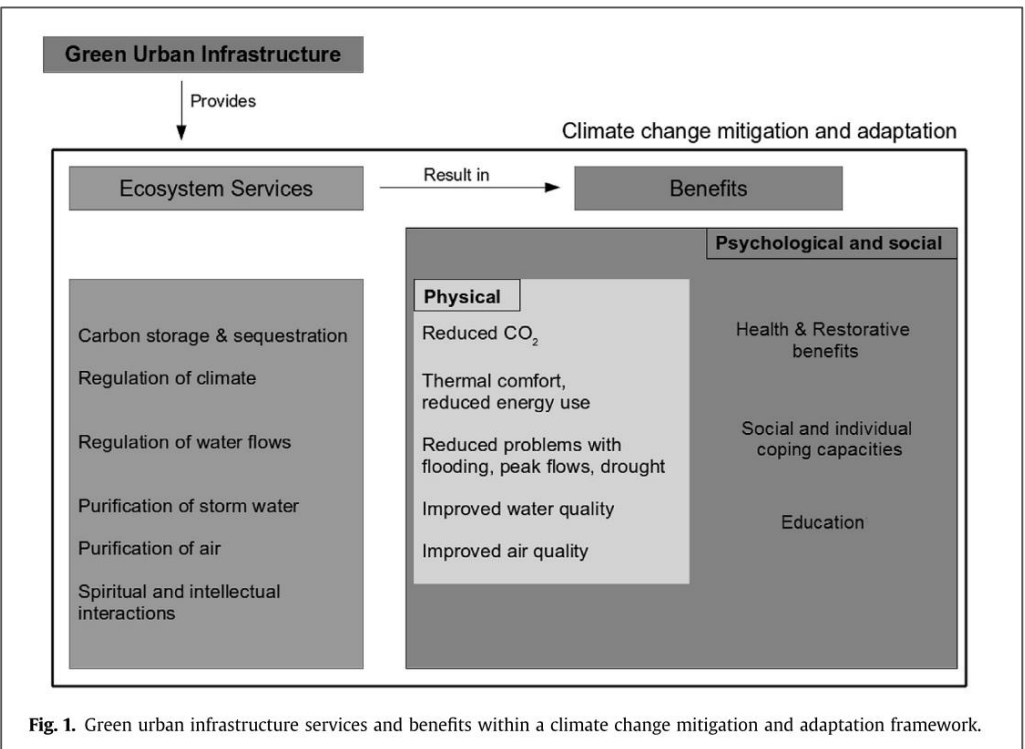 Green Urban Infrastructure
Provides
Climate change mitigation and adaptation
Ecosystem Services
Result in
Benefits
Psychological and social
Carbon storage & sequestration
Regulation of climate
Regulation of water flows
Purification of storm water
Purification of air
Spiritual and intellectual
interactions
Physical
Reduced CO₂
Thermal comfort,
reduced energy use
Reduced problems with
flooding, peak flows, drought
Improved water quality
Improved air quality
Health & Restorative
benefits
Social and individual
coping capacities
Education
Fig. 1. Green urban infrastructure services and benefits within a climate change mitigation and adaptation framework.